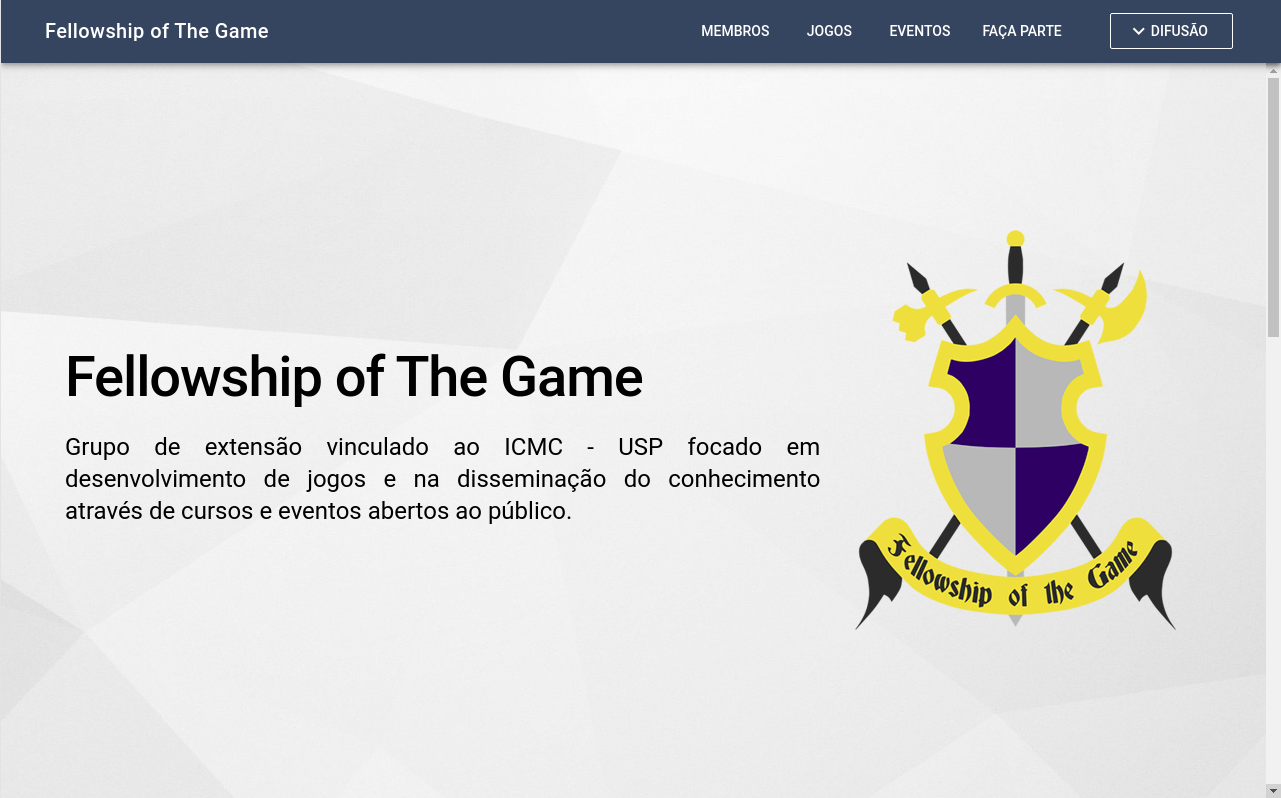 Fellowship of The Game
MEMBROS
JOGOS
EVENTOS
FAÇA PARTE
DIFUSÃO
Fellowship of The Game
Grupo de extensão vinculado ao ICMC - USP focado em
desenvolvimento de jogos e na disseminação do conhecimento
através de cursos e eventos abertos ao público.
Fellowship of the Game